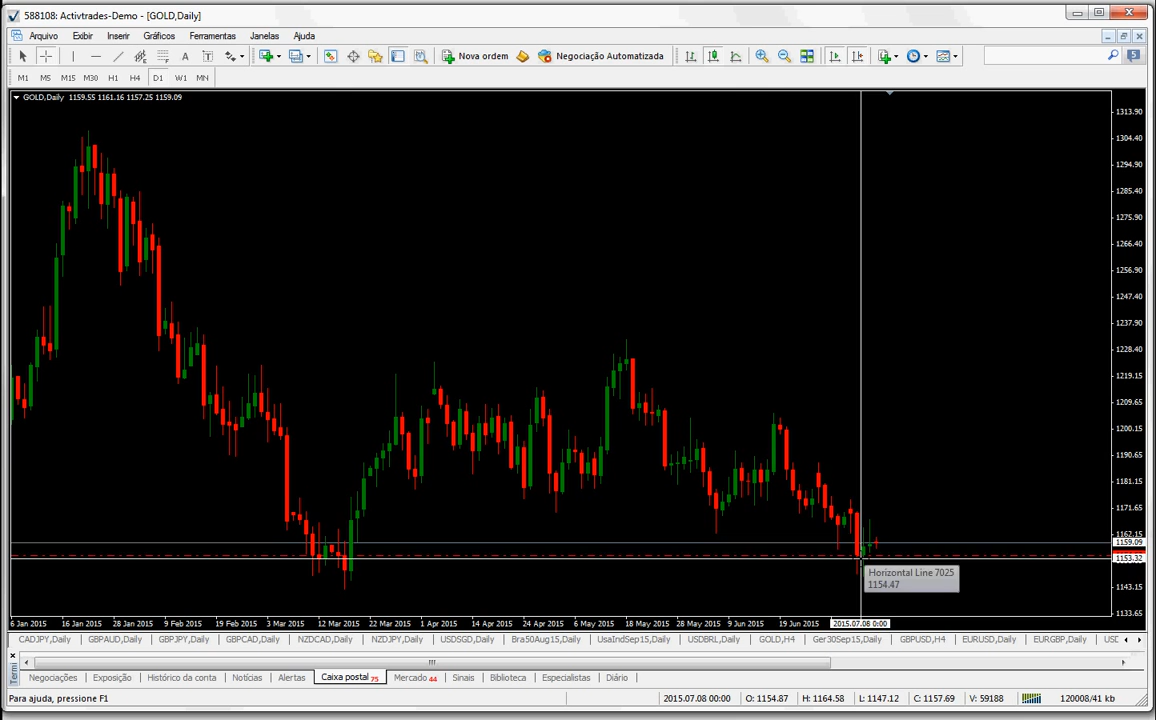 588108: Activtrades-Demo - [GOLD,Daily]
Arquivo Exibir Inserir Gráficos Ferramentas Janelas Ajuda
A T Nova ordem Negociação Automatizada 5
M1 M5 M15 M30 H1 H4 D1 W1 MN
GOLD,Daily 1159.55 1161.16 1157.25 1159.09
1313.90
1304.40
1294.90
1285.40
1275.90
1266.40
1256.90
1247.40
1237.90
1228.40
1219.15
1209.65
1200.15
1190.65
1181.15
1171.65
1162.15
1159.09
1153.32
1143.15
1133.65
Horizontal Line 7025
1154.47
6 Jan 2015 16 Jan 2015 28 Jan 2015 9 Feb 2015 19 Feb 2015 3 Mar 2015 12 Mar 2015 22 Mar 2015 1 Apr 2015 14 Apr 2015 24 Apr 2015 6 May 2015 18 May 2015 28 May 2015 9 Jun 2015 19 Jun 2015 2015.07.08 0:00
CADJPY,Daily GBPAUD,Daily GBPJPY,Daily GBPCAD,Daily NZDCAD,Daily NZDJPY,Daily USDSGD,Daily Bra50Aug15,Daily UsaIndSep15,Daily USDBRL,Daily GOLD,H4 Ger30Sep15,Daily GBPUSD,H4 EURUSD,Daily EURGBP,Daily USD
Termi
Negociações Exposição Histórico da conta Notícias Alertas Caixa postal 75 Mercado 44 Sinais Biblioteca Especialistas Diário
Para ajuda, pressione F1 2015.07.08 00:00 O: 1154.87 H: 1164.58 L: 1147.12 C: 1157.69 V: 59188 120008/41 kb